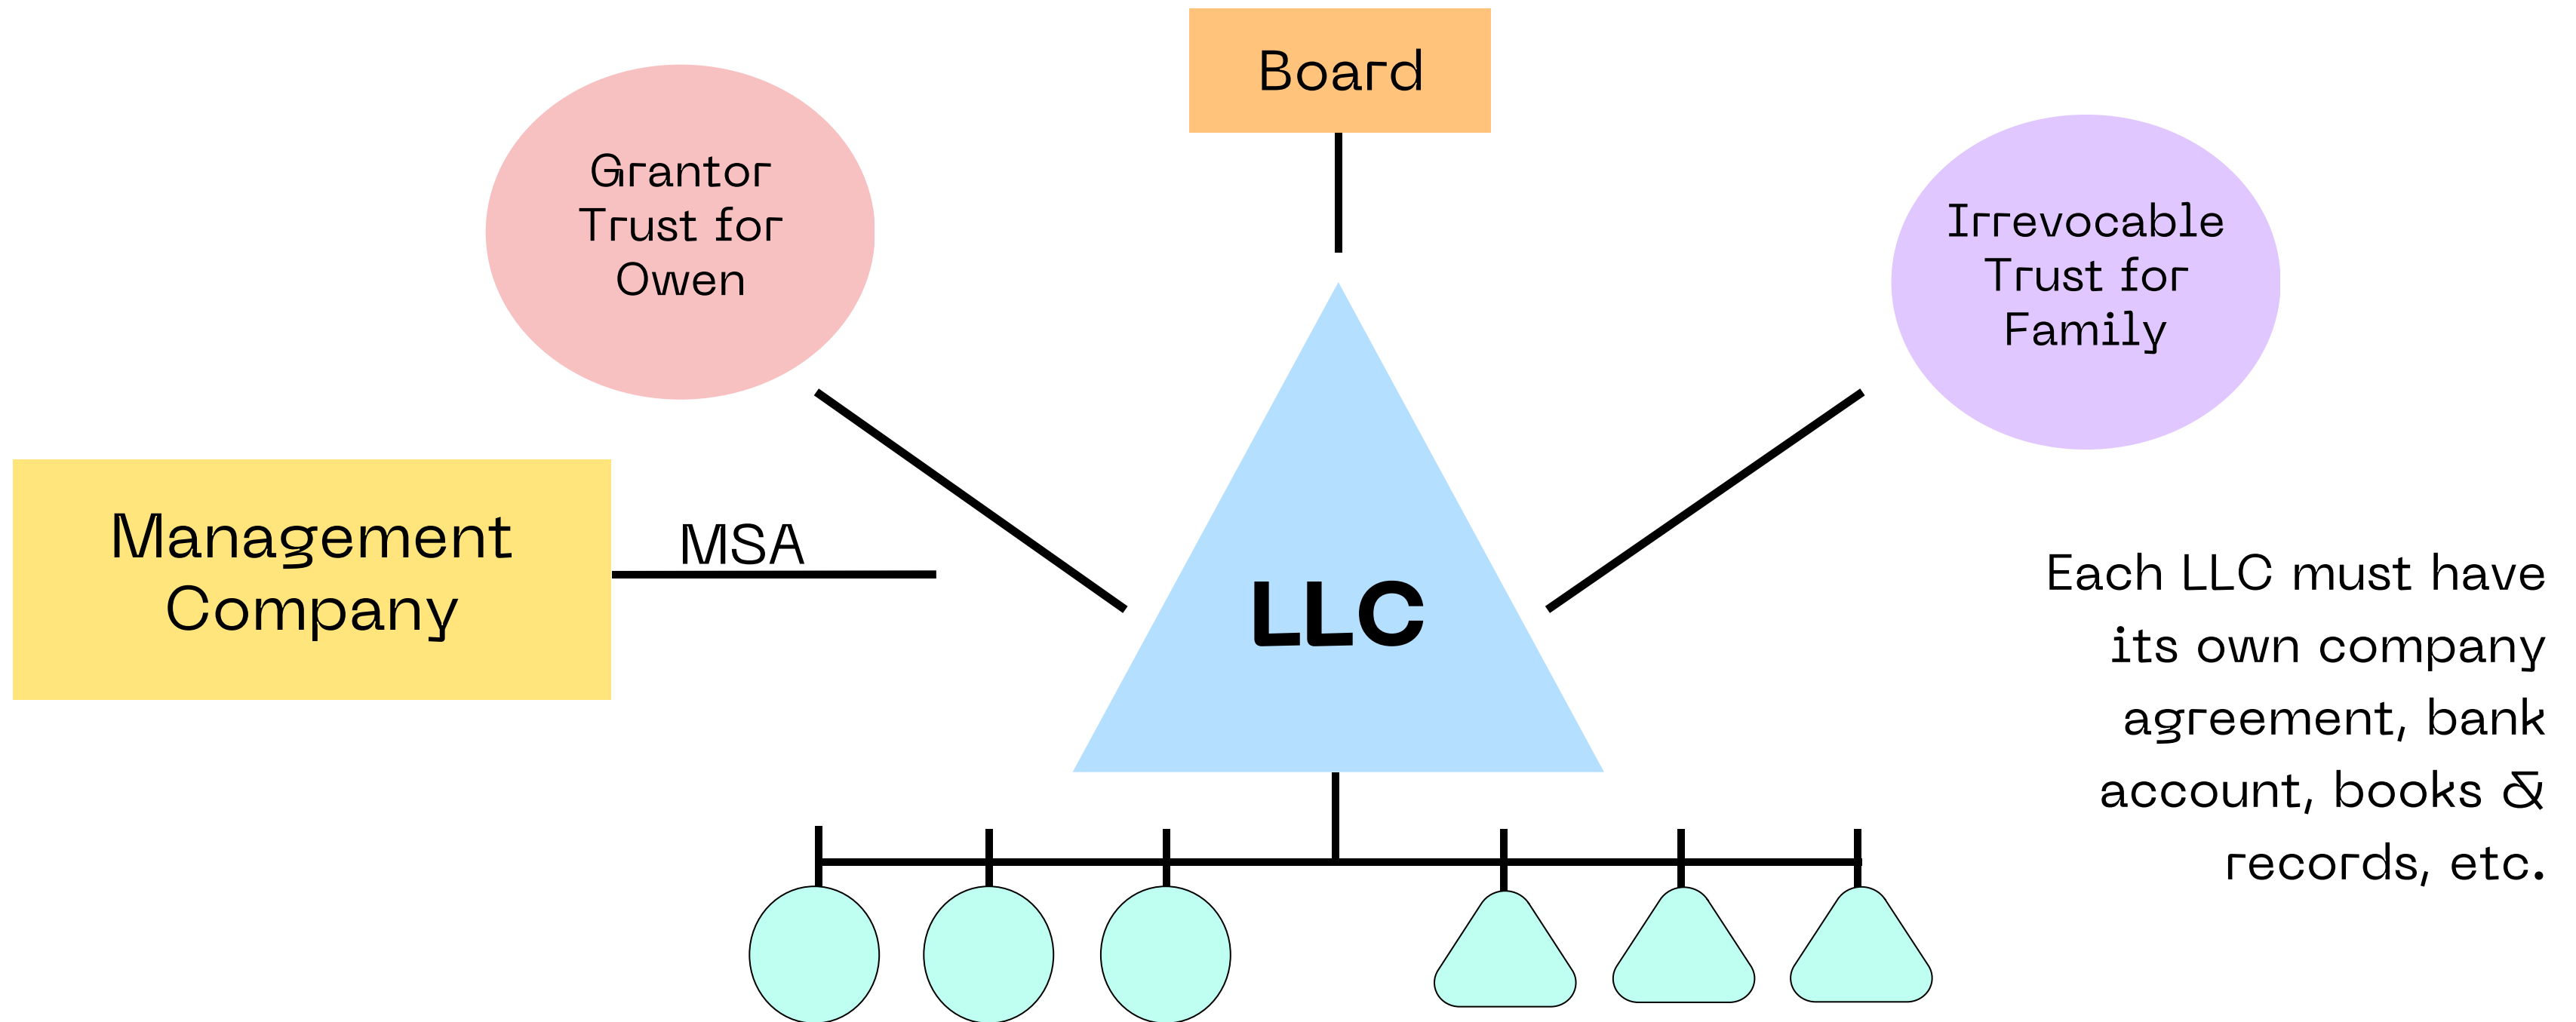 Board
Grantor
Trust for
Owen
Irrevocable
Trust for
Family
Management
Company
MSA
LLC
Each LLC must have
its own company
agreement, bank
account, books &
records, etc.